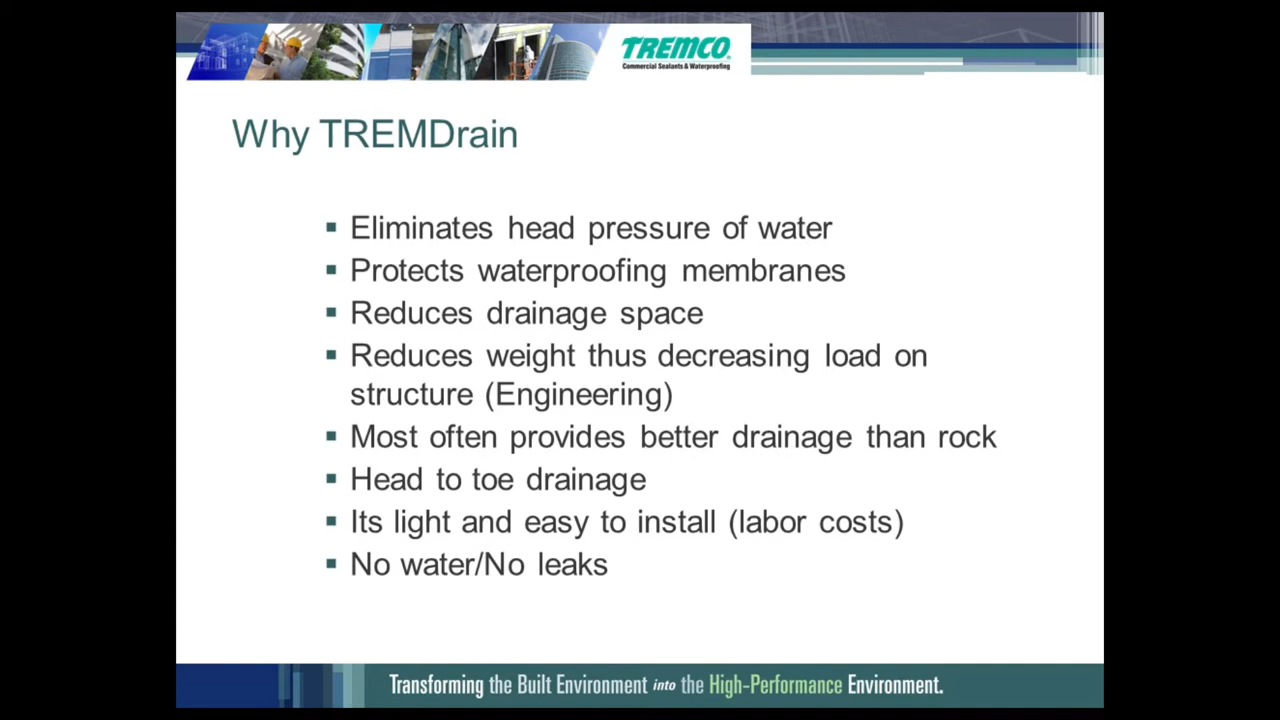 TREMCO®
Commercial Sealants & Waterproofing
Why TREMDrain
▪ Eliminates head pressure of water
▪ Protects waterproofing membranes
▪ Reduces drainage space
▪ Reduces weight thus decreasing load on
structure (Engineering)
▪ Most often provides better drainage than rock
▪ Head to toe drainage
▪ Its light and easy to install (labor costs)
▪ No water/No leaks
Transforming the Built Environment into the High-Performance Environment.